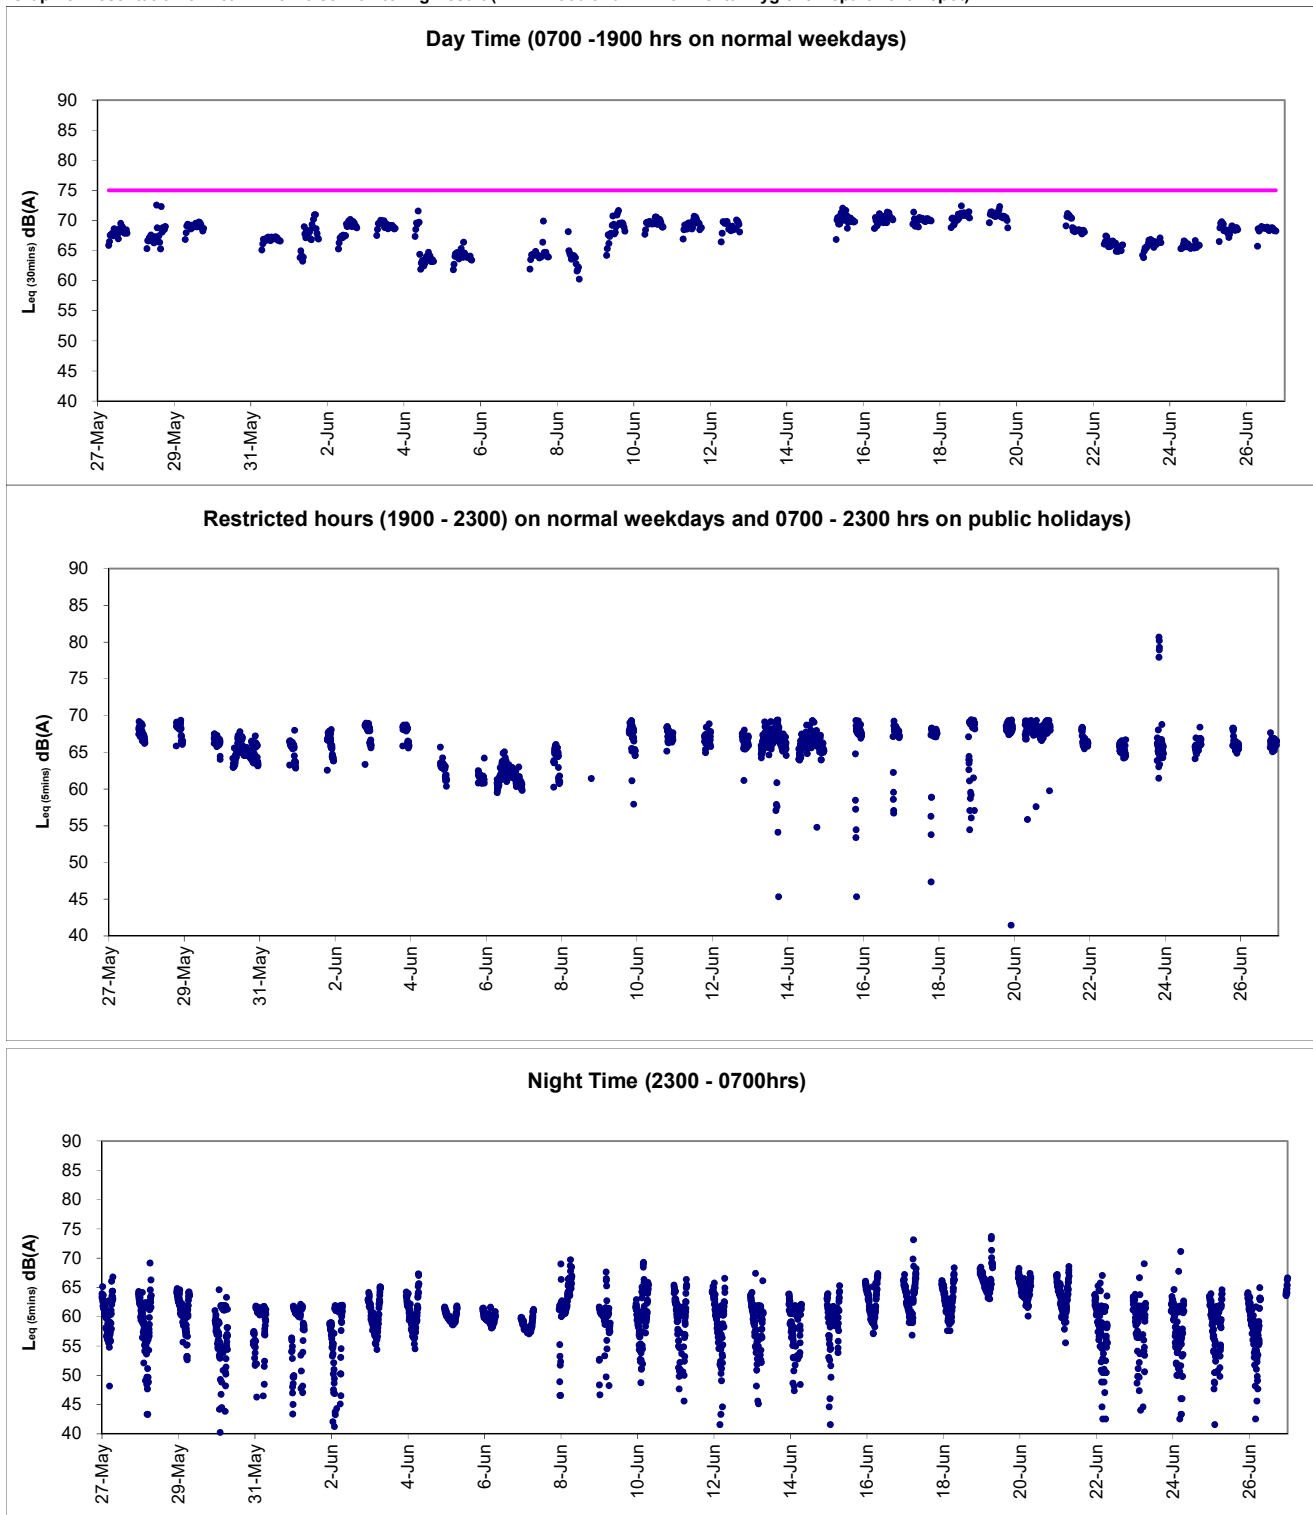 Day Time (0700 -1900 hrs on normal weekdays)
90
85
80
75
70
65
60
55
50
45
40
Leq (30mins) dB(A)
27-May
29-May
31-May
2-Jun
4-Jun
6-Jun
8-Jun
10-Jun
12-Jun
14-Jun
16-Jun
18-Jun
20-Jun
22-Jun
24-Jun
26-Jun
Restricted hours (1900 - 2300) on normal weekdays and 0700 - 2300 hrs on public holidays)
90
85
80
75
70
65
60
55
50
45
40
Leq (5mins) dB(A)
27-May
29-May
31-May
2-Jun
4-Jun
6-Jun
8-Jun
10-Jun
12-Jun
14-Jun
16-Jun
18-Jun
20-Jun
22-Jun
24-Jun
26-Jun
Night Time (2300 - 0700hrs)
90
85
80
75
70
65
60
55
50
45
40
Leq (5mins) dB(A)
27-May
29-May
31-May
2-Jun
4-Jun
6-Jun
8-Jun
10-Jun
12-Jun
14-Jun
16-Jun
18-Jun
20-Jun
22-Jun
24-Jun
26-Jun